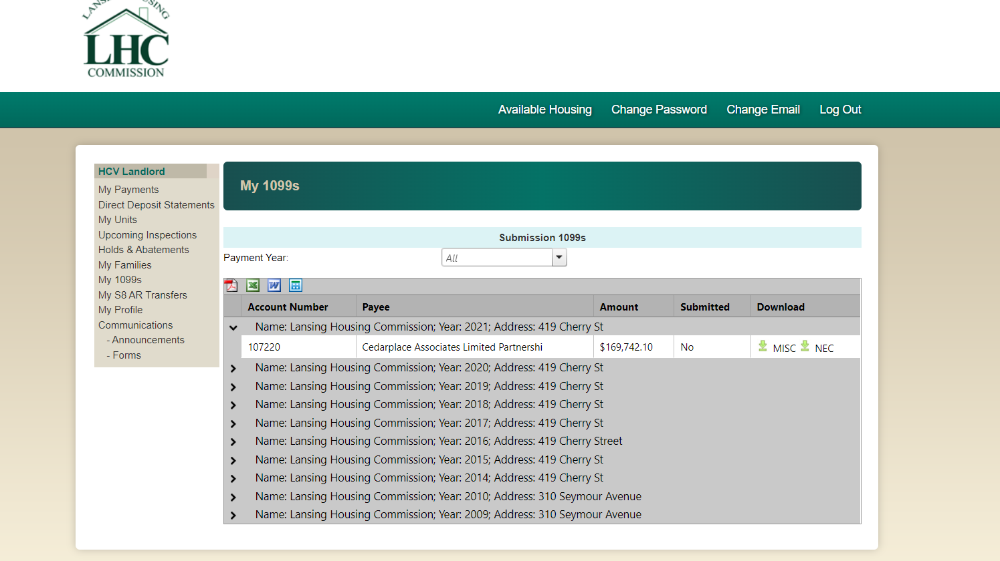 LHC
COMMISSION
Available Housing Change Password Change Email Log Out
HCV Landlord
My Payments
Direct Deposit Statements
My Units
Upcoming Inspections
Holds & Abatements
My Families
My 1099s
My S8 AR Transfers
My Profile
Communications
- Announcements
- Forms
My 1099s
Submission 1099s
Payment Year: All
Account Number Payee Amount Submitted Download
Name: Lansing Housing Commission; Year: 2021; Address: 419 Cherry St
107220 Cedarplace Associates Limited Partnershi $169,742.10 No MISC NEC
Name: Lansing Housing Commission; Year: 2020; Address: 419 Cherry St
Name: Lansing Housing Commission; Year: 2019; Address: 419 Cherry St
Name: Lansing Housing Commission; Year: 2018; Address: 419 Cherry St
Name: Lansing Housing Commission; Year: 2017; Address: 419 Cherry St
Name: Lansing Housing Commission; Year: 2016; Address: 419 Cherry Street
Name: Lansing Housing Commission; Year: 2015; Address: 419 Cherry St
Name: Lansing Housing Commission; Year: 2014; Address: 419 Cherry St
Name: Lansing Housing Commission; Year: 2010; Address: 310 Seymour Avenue
Name: Lansing Housing Commission; Year: 2009; Address: 310 Seymour Avenue